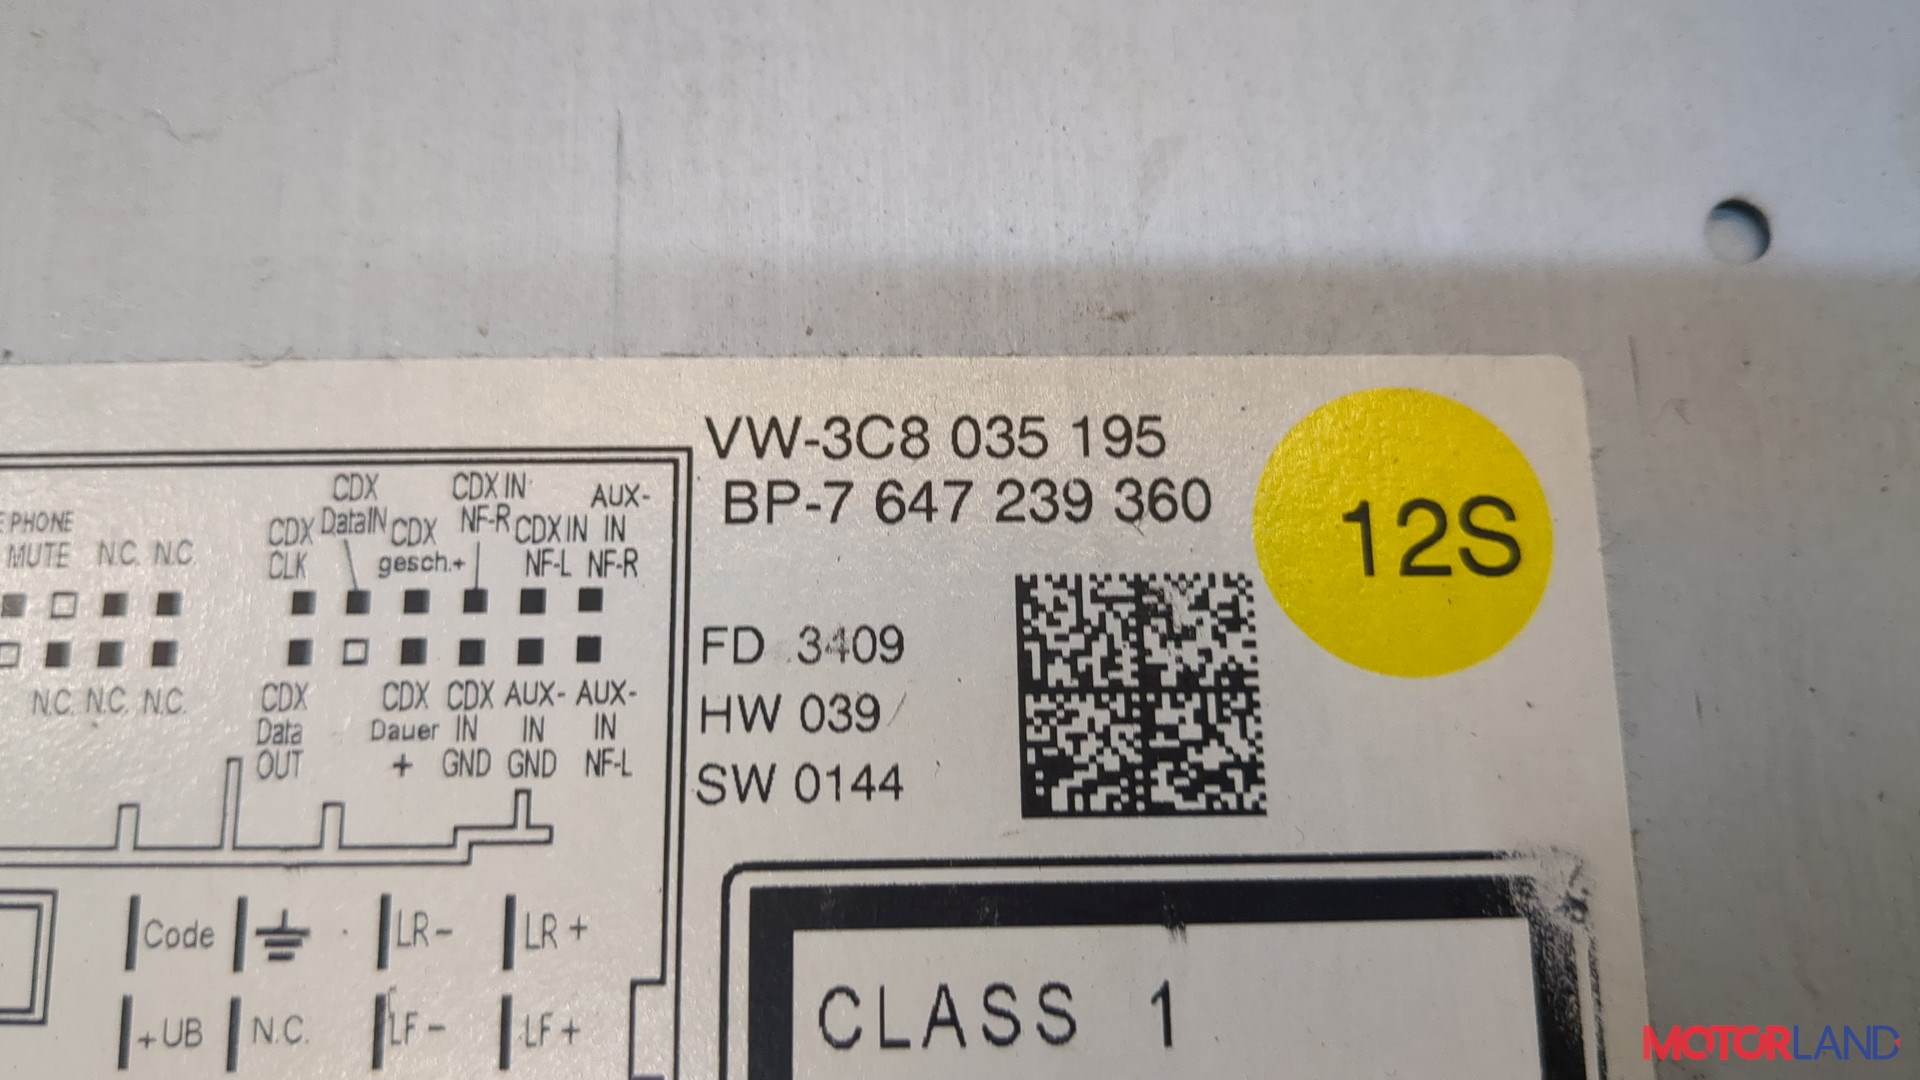 VW-3C8 035 195
BP-7 647 239 360
12S
FD 3409
HW 039
SW 0144
CLASS 1
PHONE
MUTE N.C. N.C.
CDX
CLK
CDX
DataIN
CDX
gesch.+
CDX IN
NF-R
CDX IN
NF-L
AUX-
IN
NF-R
N.C. N.C. N.C.
CDX
Data
OUT
CDX
Dauer
+
CDX
IN
GND
AUX-
IN
GND
AUX-
IN
NF-L
Code LR- LR+
+UB N.C. LF- LF+
MOTORLAND